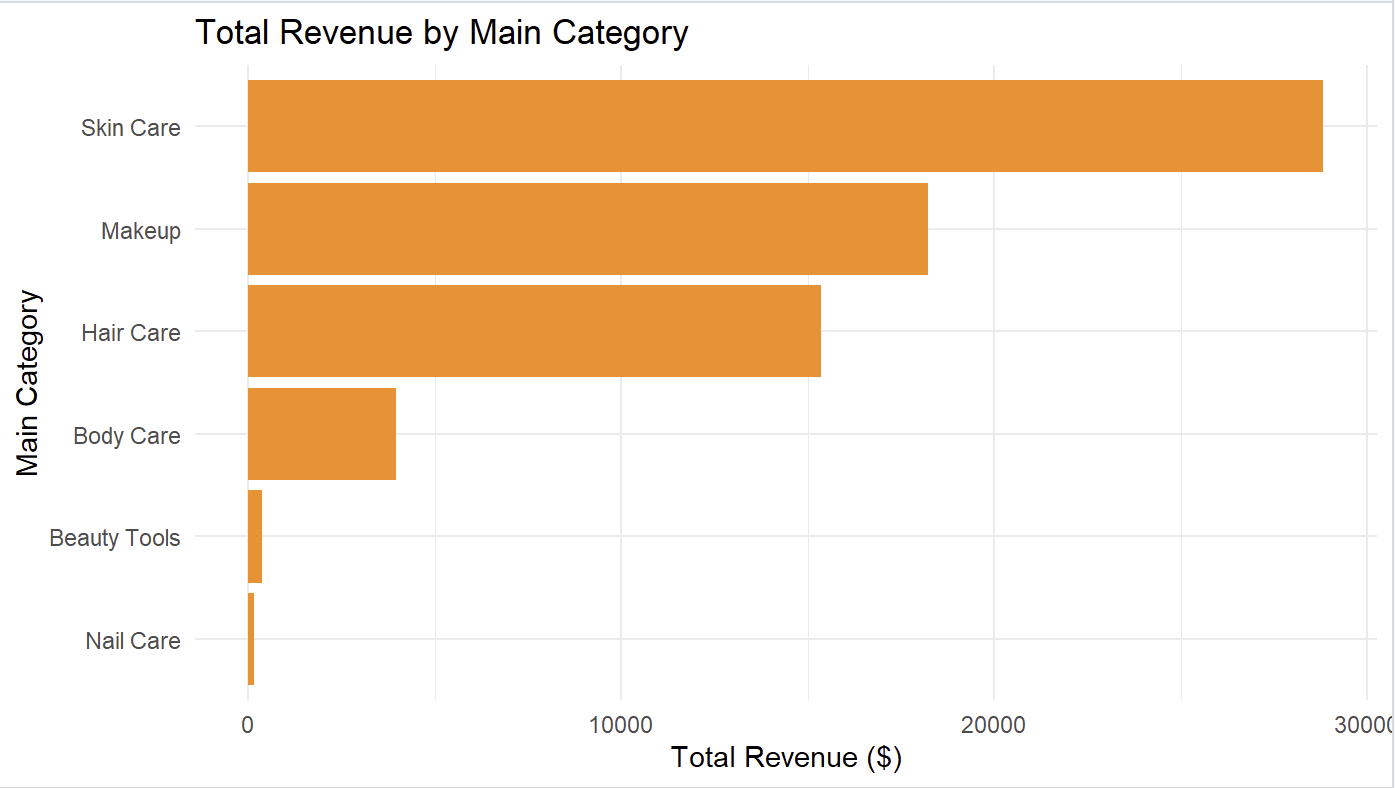 Total Revenue by Main Category
Skin Care
Makeup
Hair Care
Body Care
Beauty Tools
Nail Care
Main Category
0 10000 20000 30000
Total Revenue ($)